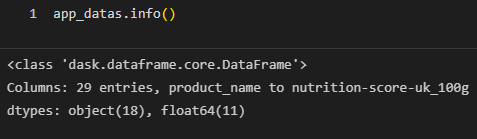 1 app_datas.info()
<class 'dask.dataframe.core.DataFrame'>
Columns: 29 entries, product_name to nutrition-score-uk_100g
dtypes: object(18), float64(11)